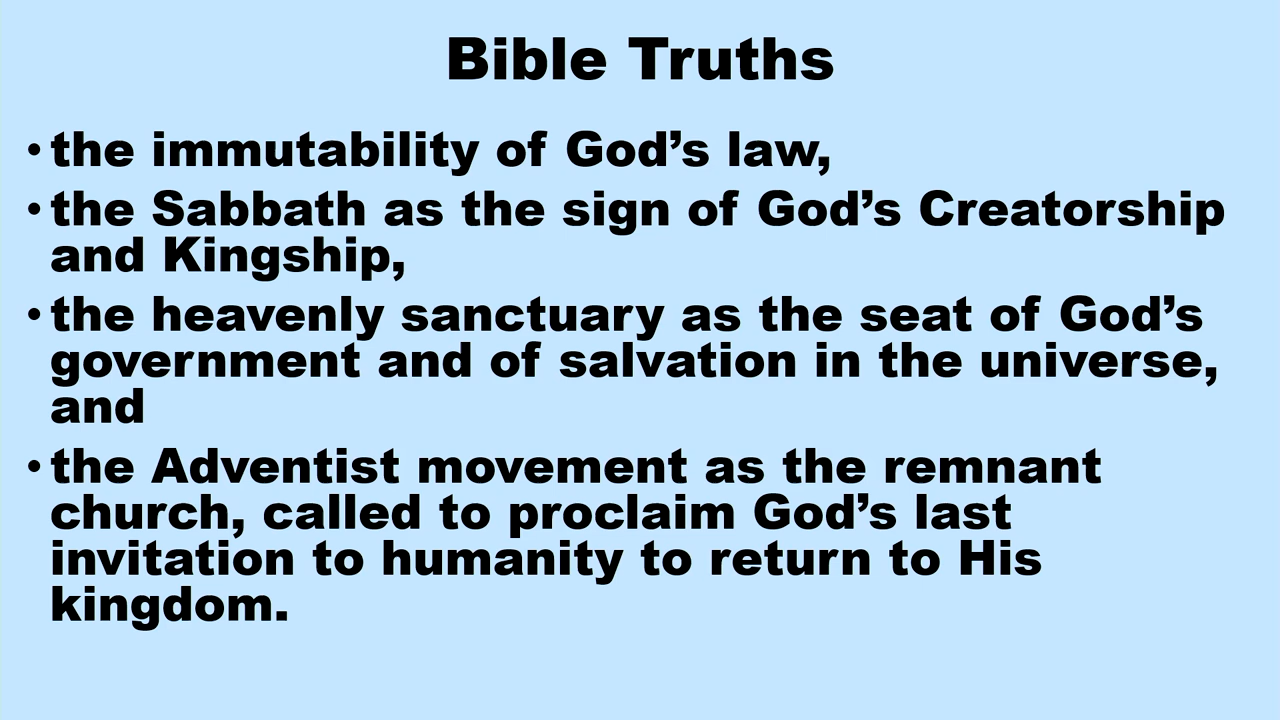 Bible Truths
• the immutability of God’s law,
• the Sabbath as the sign of God’s Creatorship
and Kingship,
• the heavenly sanctuary as the seat of God’s
government and of salvation in the universe,
and
• the Adventist movement as the remnant
church, called to proclaim God’s last
invitation to humanity to return to His
kingdom.